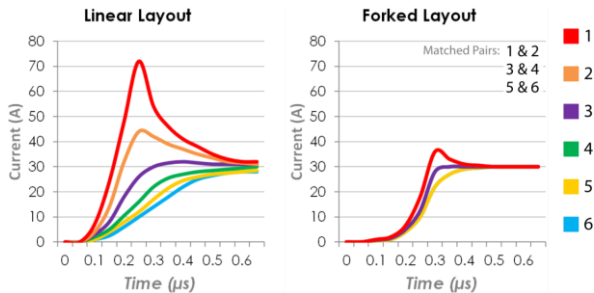 Linear Layout
Current (A)
80
70
60
50
40
30
20
10
0
0 0.1 0.2 0.3 0.4 0.5 0.6
Time (µs)
Forked Layout
Matched Pairs: 1 & 2
3 & 4
5 & 6
Current (A)
80
70
60
50
40
30
20
10
0
0 0.1 0.2 0.3 0.4 0.5 0.6
Time (µs)
1
2
3
4
5
6